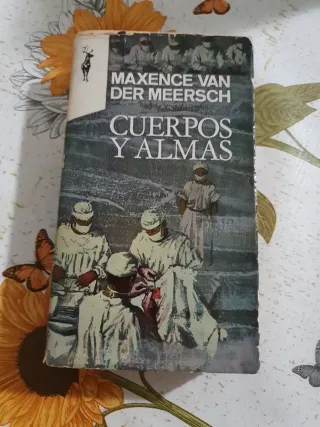 MAXENCE VAN
DER MEERSCH
CUERPOS
Y ALMAS